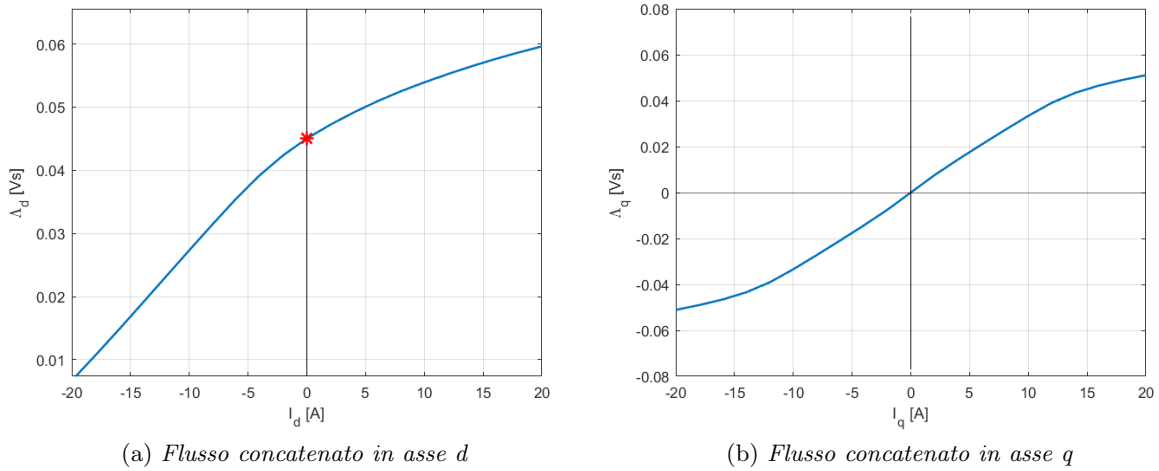 0.06
0.05
0.04
0.03
0.02
0.01
Λd [Vs]
-20 -15 -10 -5 0 5 10 15 20
Id [A]
(a) Flusso concatenato in asse d
0.08
0.06
0.04
0.02
0
-0.02
-0.04
-0.06
-0.08
Λq [Vs]
-20 -15 -10 -5 0 5 10 15 20
Iq [A]
(b) Flusso concatenato in asse q